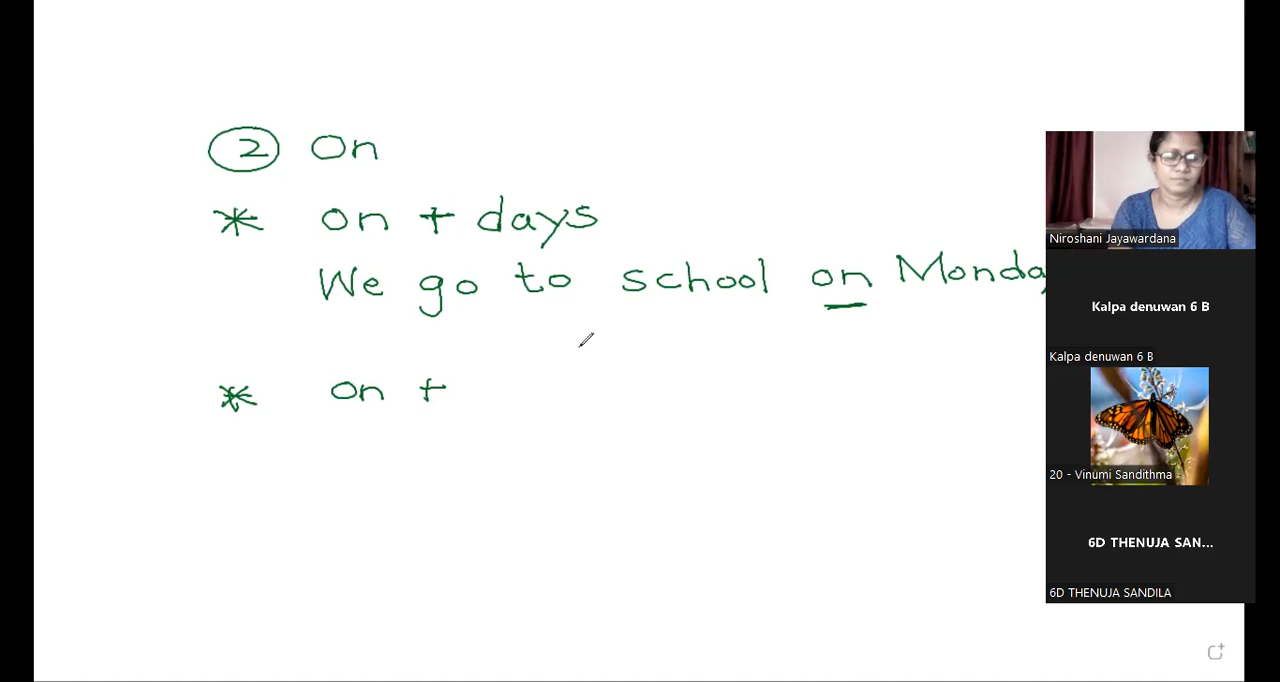 2 On
* on + days
We go to school on Monda
* on +
Niroshani Jayawardana
Kalpa denuwan 6 B
Kalpa denuwan 6 B
20 - Vinumi Sandithma
6D THENUJA SAN...
6D THENUJA SANDILA